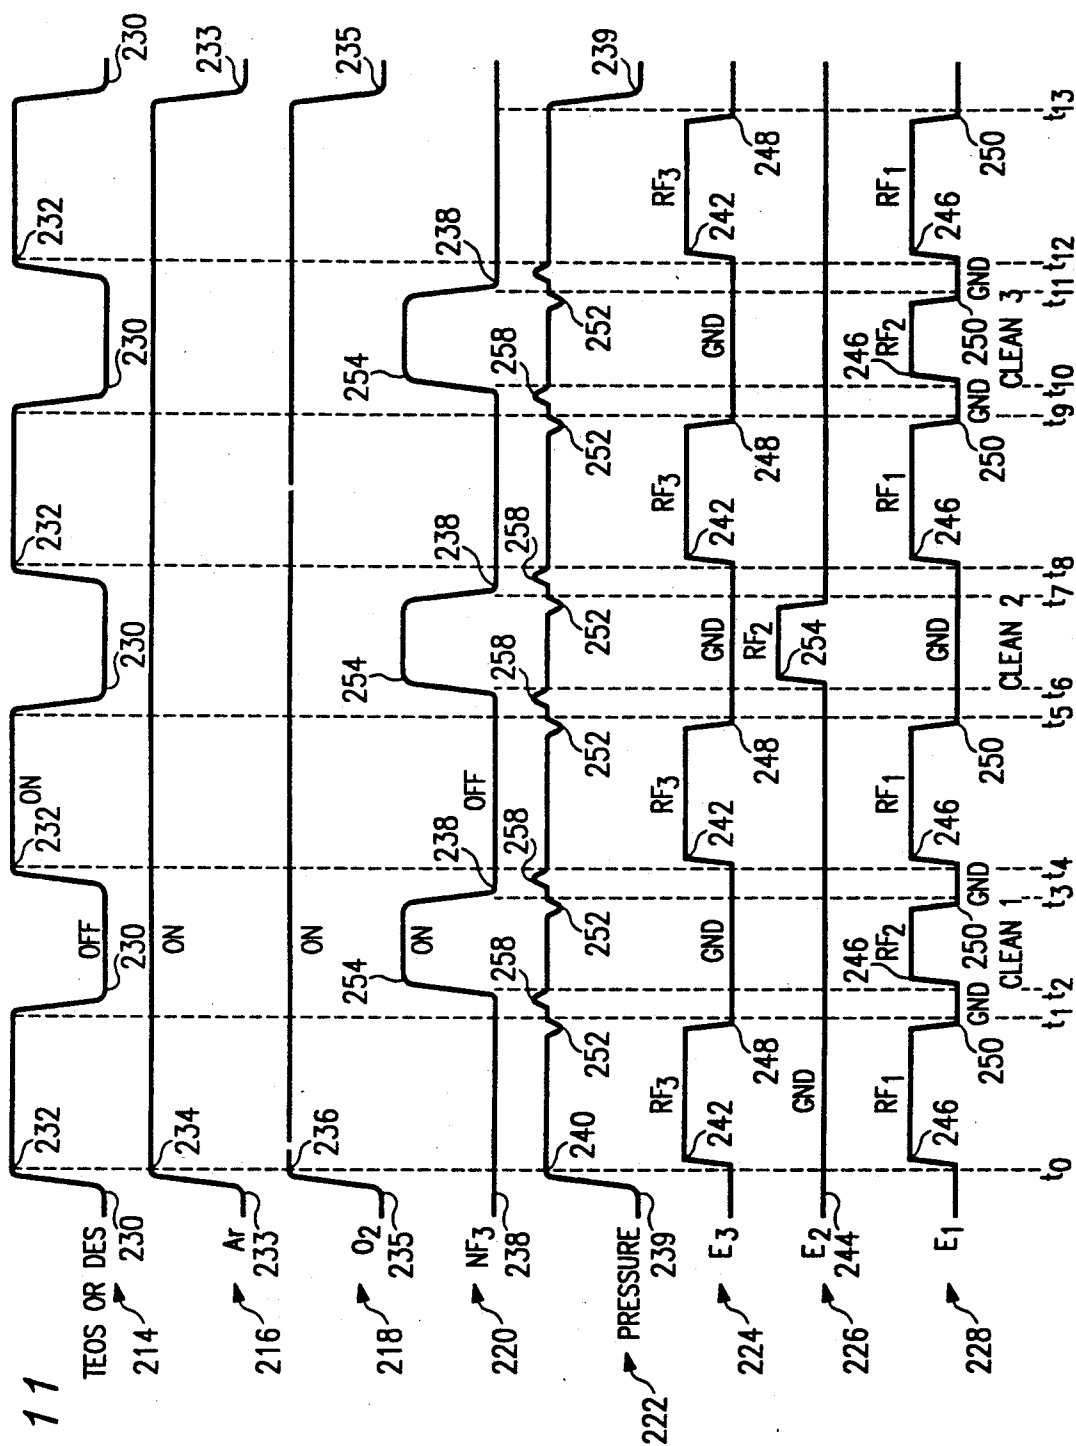 11
232 232 ON 232 232
TEOS OR DES OFF
214 230 230 230 230 230
234 ON
Ar 233
216 233
236 ON
O2 235
218 235
254 ON 254 254
238 OFF 238 238
NF3
220 238
258 258 258 258 258 258
240 252 252 252 252 252 252
PRESSURE 239
222 239
RF3 GND RF3 GND RF3 GND RF3
242 242 242 242
E3
224 248 248 248 248
RF2
GND 254
E2
226 244
RF1 246 RF2 RF1 RF1 246 RF2 RF1
246 246 GND 246 246
E1 GND GND GND GND
228 250 250 250 250 250 250
CLEAN 1 CLEAN 2 CLEAN 3
t0 t1 t2 t3 t4 t5 t6 t7 t8 t9 t10 t11 t12 t13